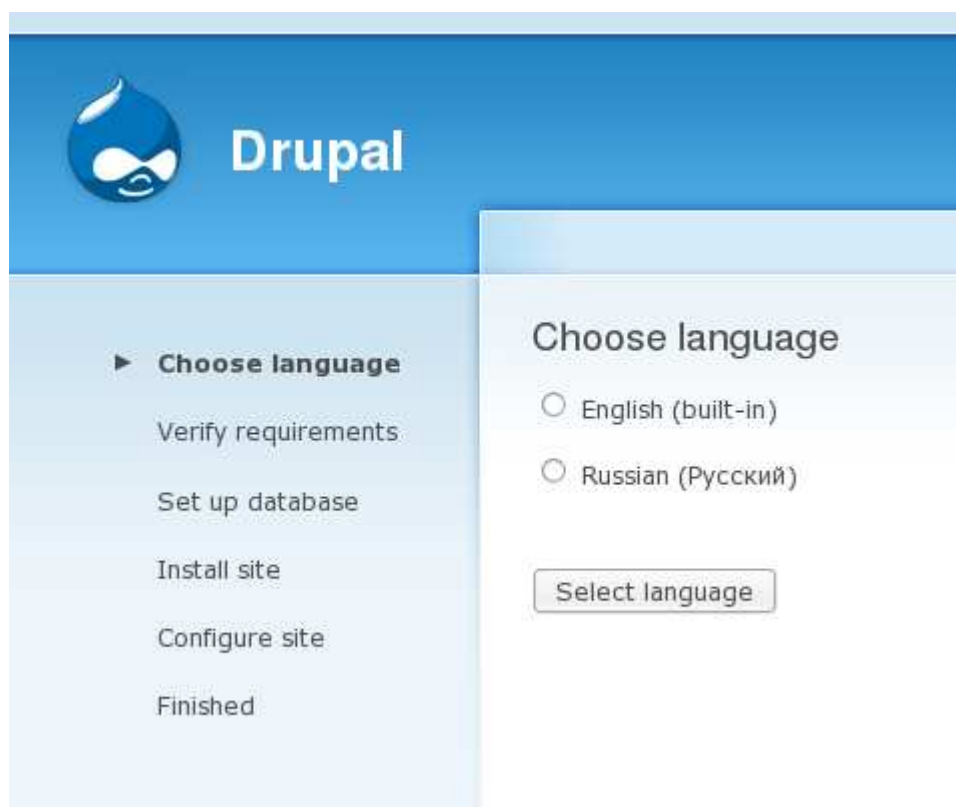 Drupal
Choose language
Verify requirements
Set up database
Install site
Configure site
Finished
Choose language
English (built-in)
Russian (Русский)
Select language